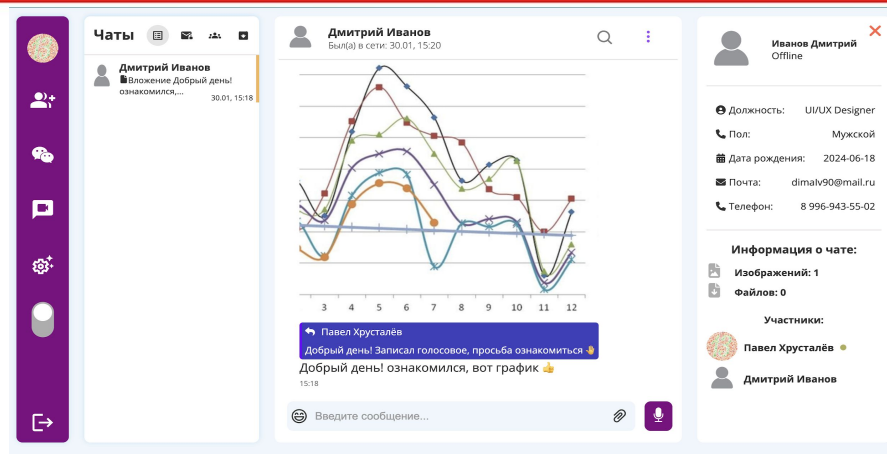 Чаты
Дмитрий Иванов
Вложение Добрый день!
ознакомился,...
30.01, 15:18
Дмитрий Иванов
Был(а) в сети: 30.01, 15:20
3 4 5 6 7 8 9 10 11 12
Павел Хрусталёв
Добрый день! Записал голосовое, просьба ознакомиться 🤚
Добрый день! ознакомился, вот график 👍
15:18
Введите сообщение...
Иванов Дмитрий
Offline
Должность: UI/UX Designer
Пол: Мужской
Дата рождения: 2024-06-18
Почта: dimalv90@mail.ru
Телефон: 8 996-943-55-02
Информация о чате:
Изображений: 1
Файлов: 0
Участники:
Павел Хрусталёв
Дмитрий Иванов